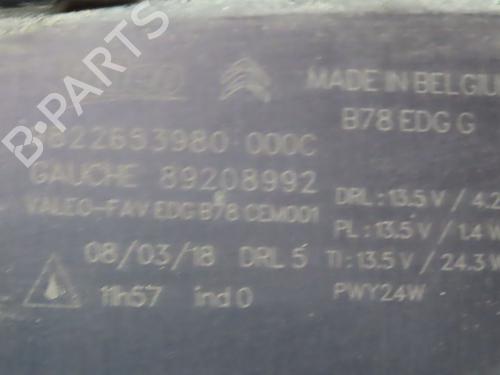 MADE IN BELGIU
B78 EDG G
9822653980 000C
GAUCHE 89208992
VALEO-FAV EDG B78 CEM001
DRL : 13.5 V / 4.2
PL : 13.5 V / 1.4 W
08/03/18 DRL 5
TI : 13.5 V / 24.3 W
11h57 ind 0
PWY24W